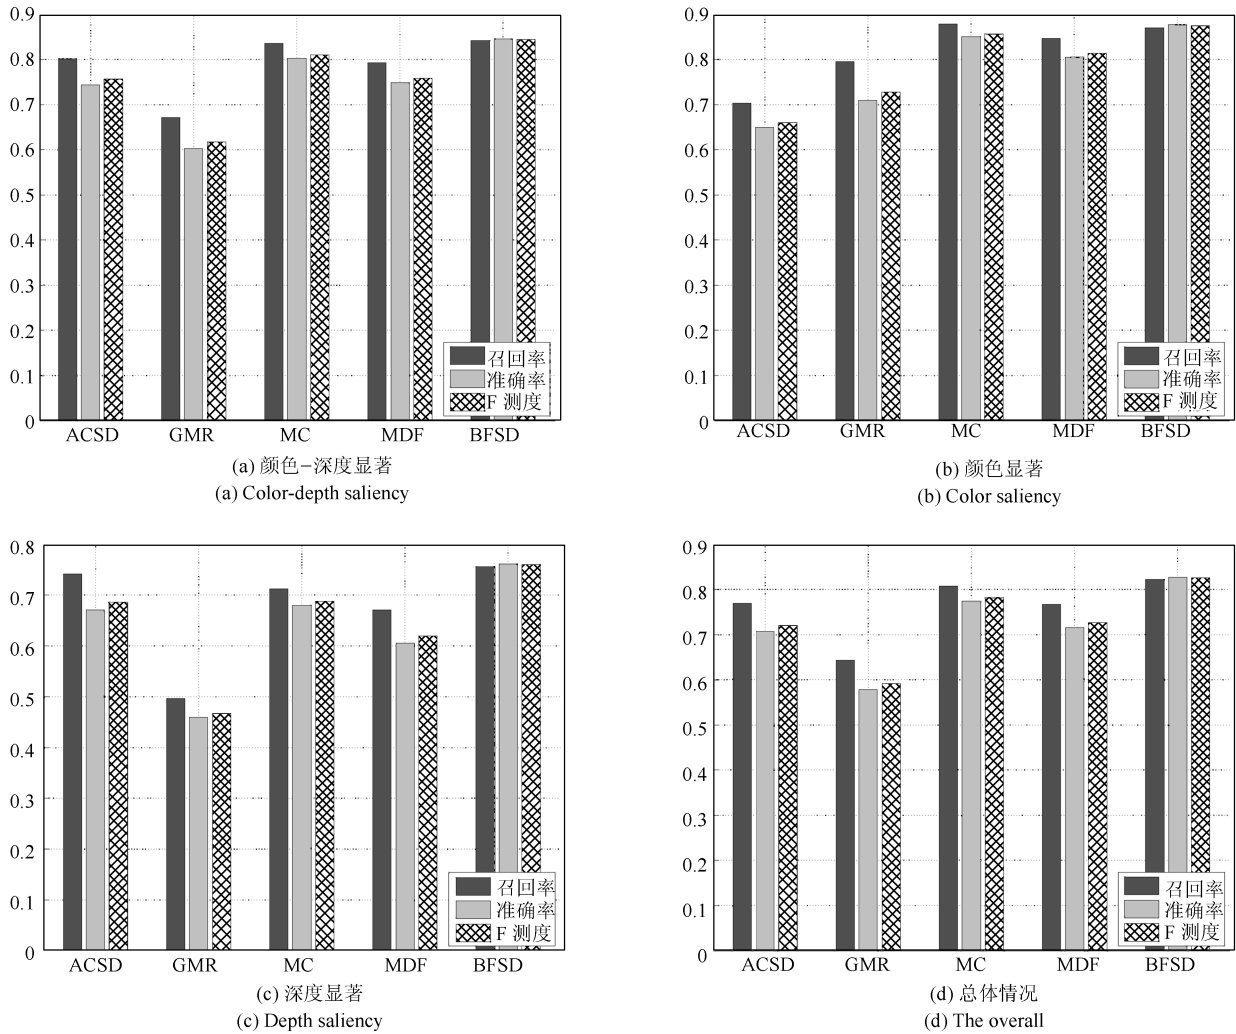 0.9
0.8
0.7
0.6
0.5
0.4
0.3
0.2
0.1
0
召回率
准确率
F 测度
ACSD GMR MC MDF BFSD
(a) 颜色−深度显著
(a) Color-depth saliency
0.9
0.8
0.7
0.6
0.5
0.4
0.3
0.2
0.1
0
召回率
准确率
F 测度
ACSD GMR MC MDF BFSD
(b) 颜色显著
(b) Color saliency
0.8
0.7
0.6
0.5
0.4
0.3
0.2
0.1
0
召回率
准确率
F 测度
ACSD GMR MC MDF BFSD
(c) 深度显著
(c) Depth saliency
0.9
0.8
0.7
0.6
0.5
0.4
0.3
0.2
0.1
0
召回率
准确率
F 测度
ACSD GMR MC MDF BFSD
(d) 总体情况
(d) The overall